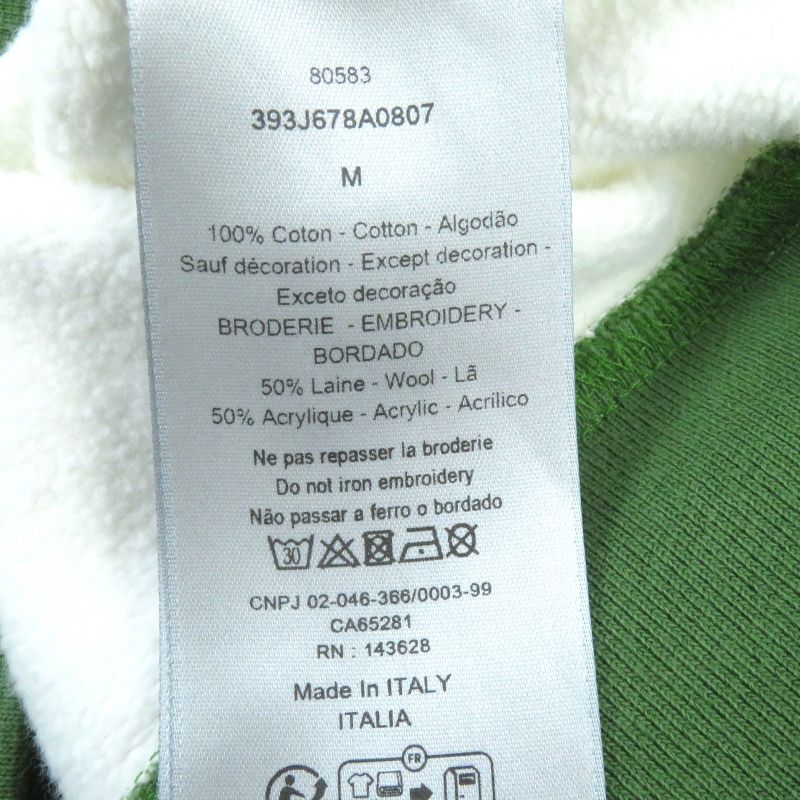 80583
393J678A0807
M
100% Coton - Cotton - Algodão
Sauf décoration - Except decoration -
Exceto decoração
BRODERIE - EMBROIDERY -
BORDADO
50% Laine - Wool - Lã
50% Acrylique - Acrylic - Acrílico
Ne pas repasser la broderie
Do not iron embroidery
Não passar a ferro o bordado
30
CNPJ 02-046-366/0003-99
CA65281
RN : 143628
Made In ITALY
ITALIA
FR